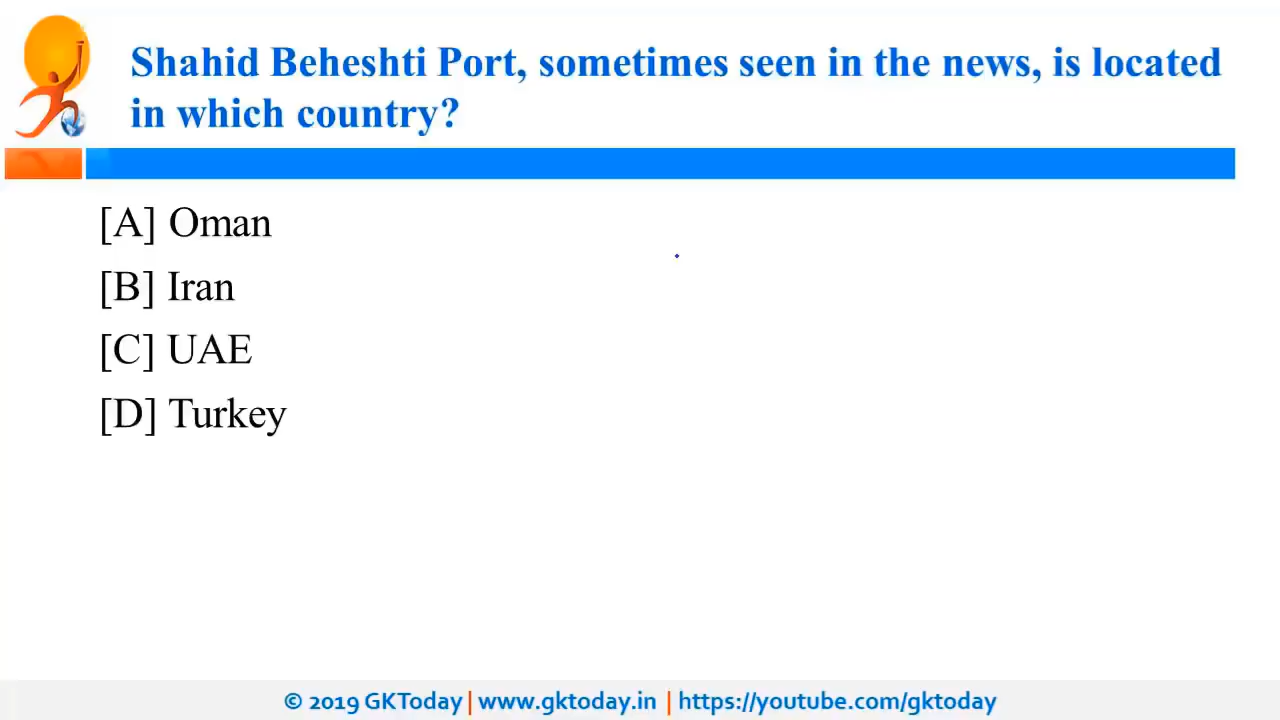 Shahid Beheshti Port, sometimes seen in the news, is located
in which country?
[A] Oman
[B] Iran
[C] UAE
[D] Turkey
© 2019 GKToday | www.gktoday.in | https://youtube.com/gktoday